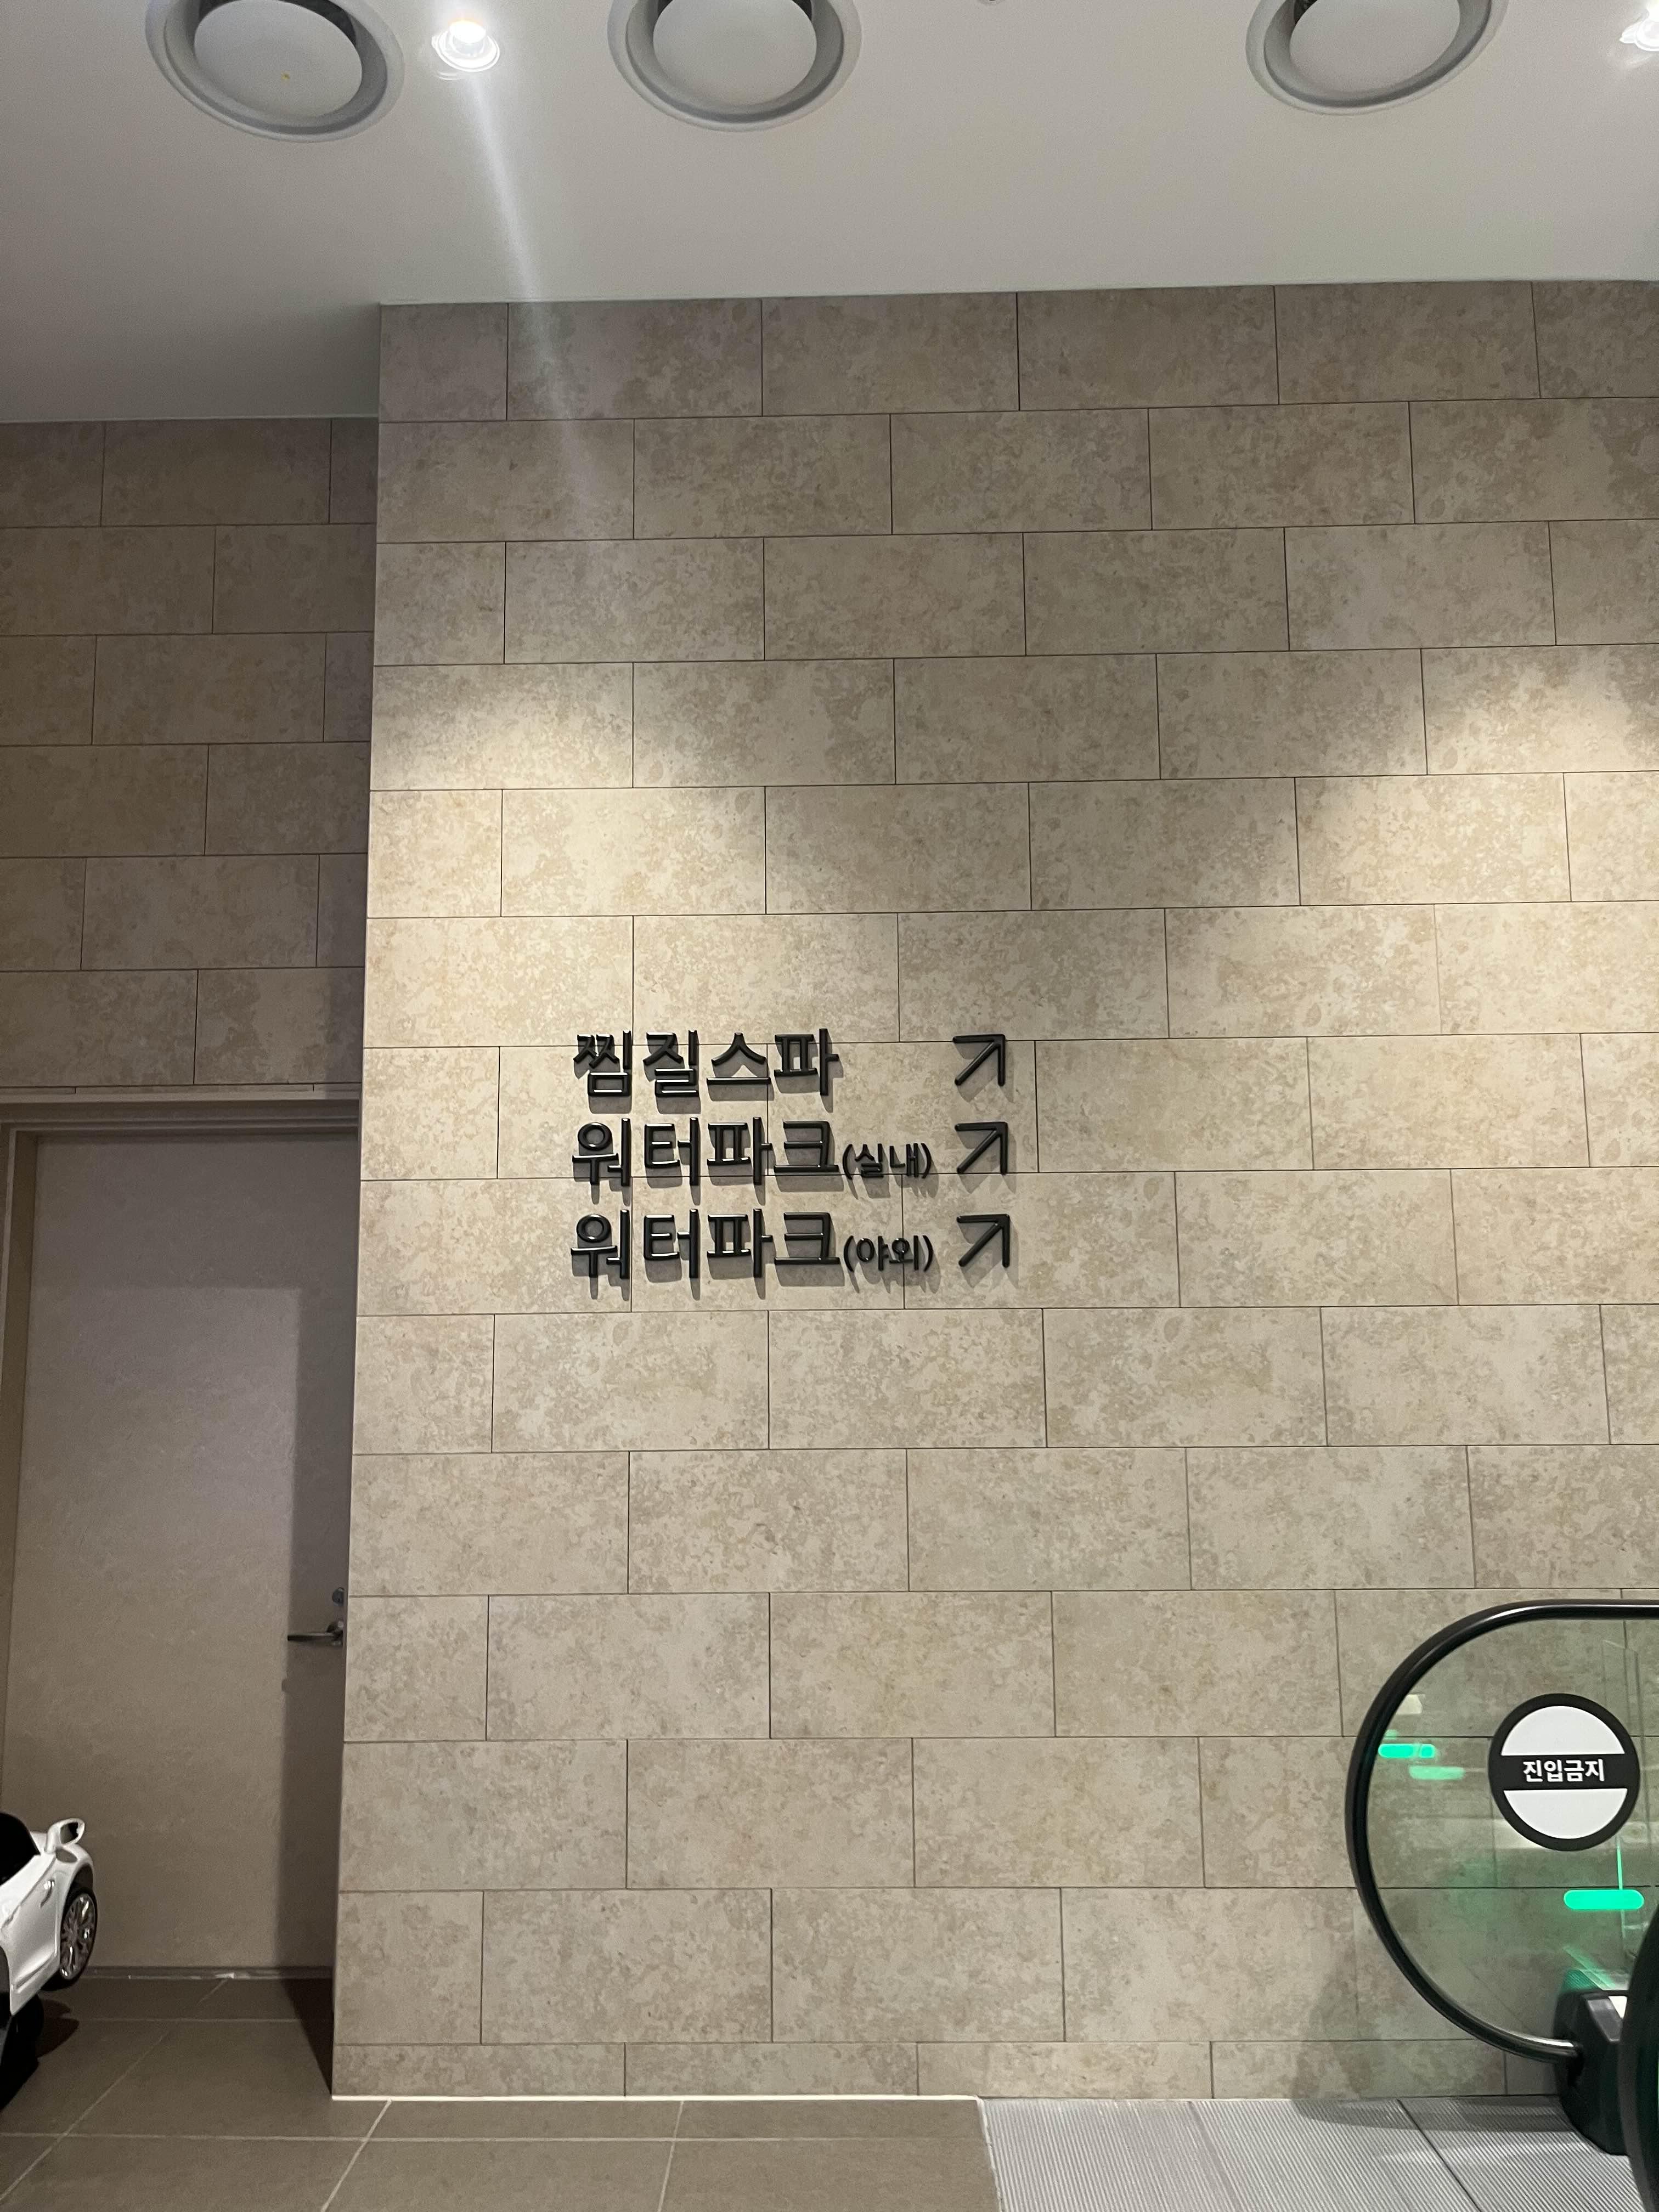 찜질스파 ↗
워터파크(실내) ↗
워터파크(야외) ↗
진입금지